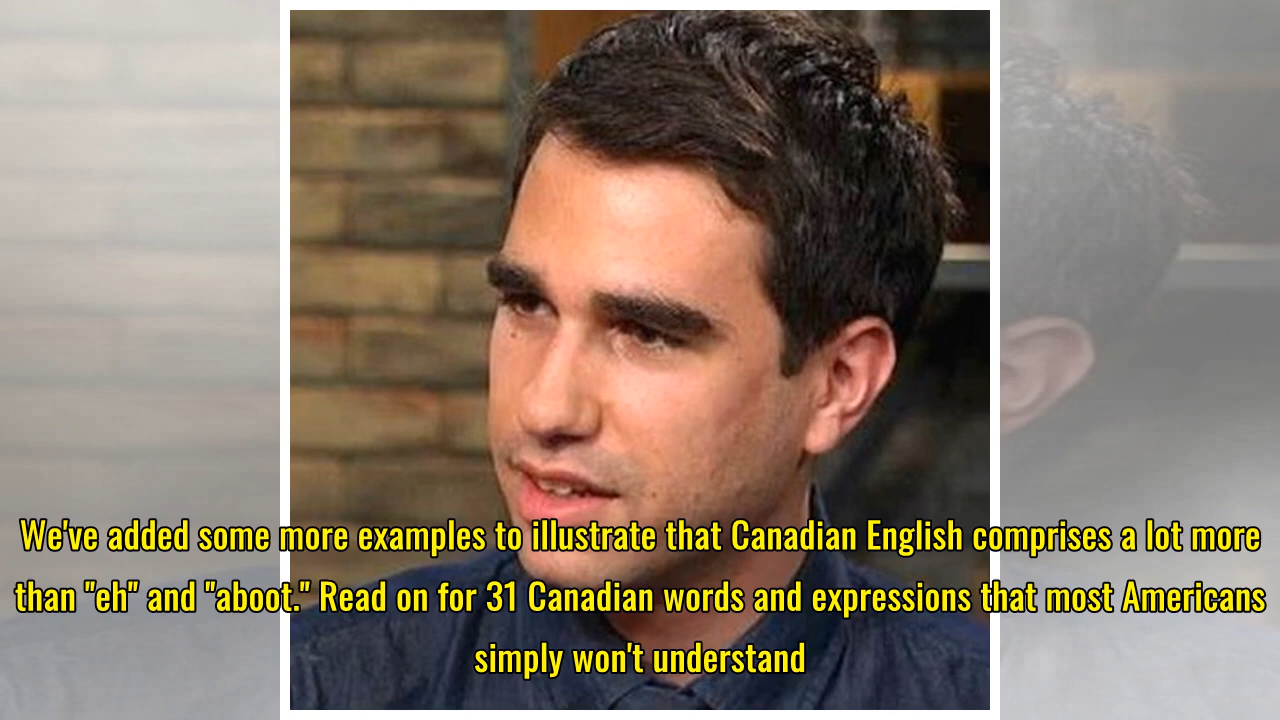 We've added some more examples to illustrate that Canadian English comprises a lot more
than "eh" and "aboot." Read on for 31 Canadian words and expressions that most Americans
simply won't understand